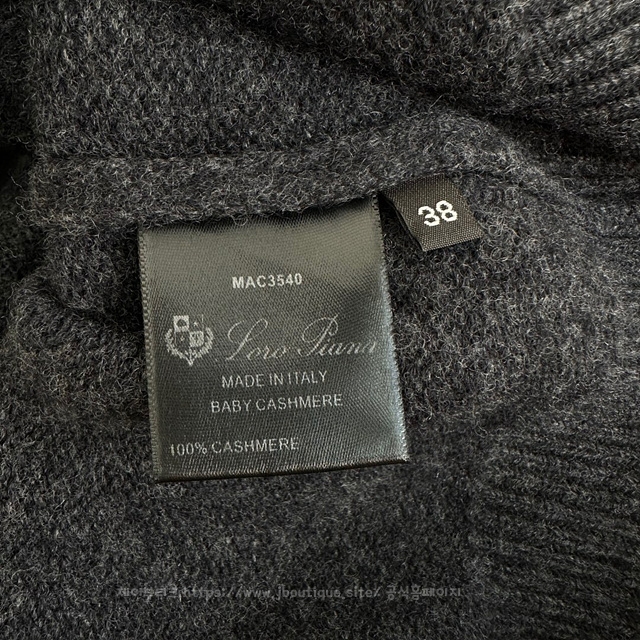 38
MAC3540
Loro Piana
MADE IN ITALY
BABY CASHMERE
100% CASHMERE
https://www.jboutique.site/ 공식홈페이지